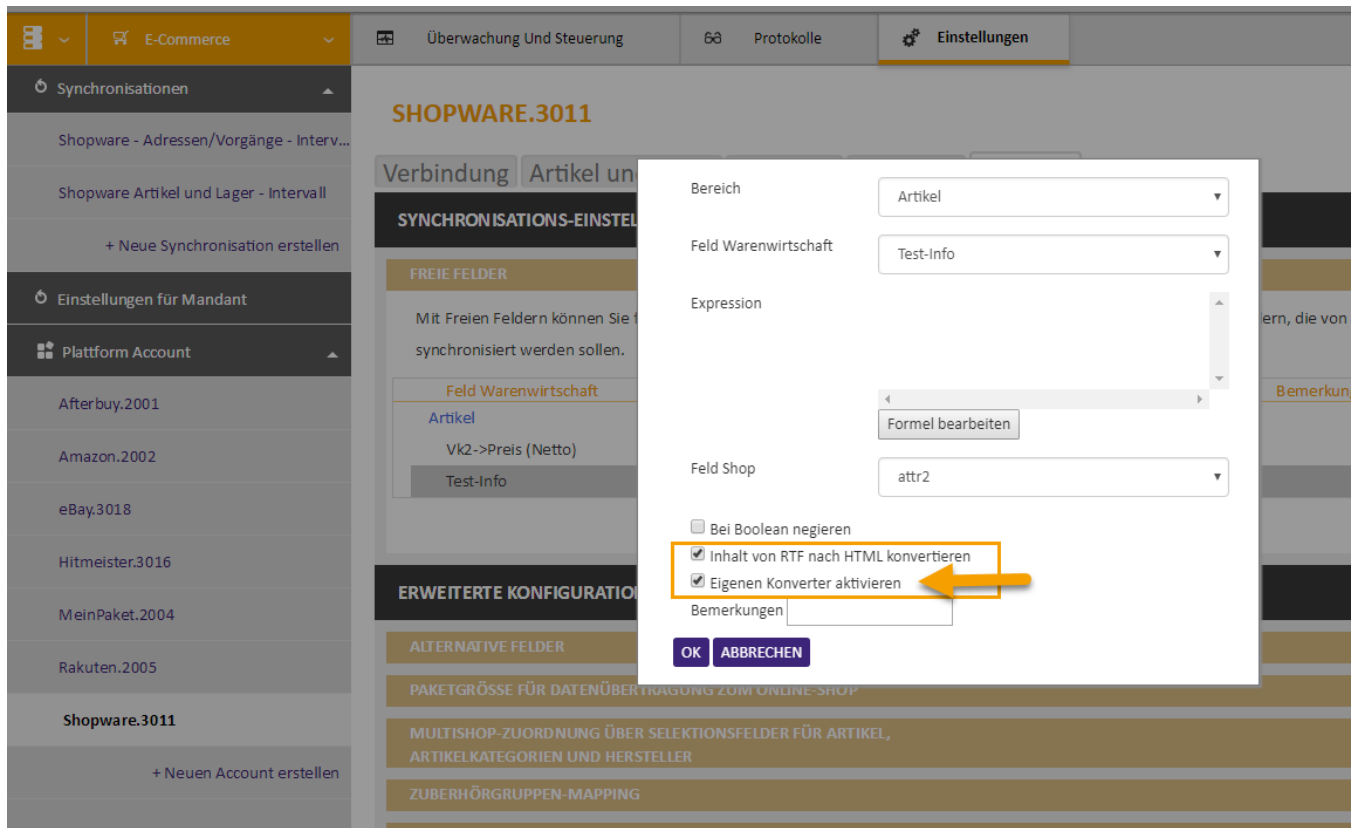 E-Commerce
Überwachung Und Steuerung
Protokolle
Einstellungen
Synchronisationen
Shopware - Adressen/Vorgänge - Interv...
Shopware Artikel und Lager - Intervall
+ Neue Synchronisation erstellen
Einstellungen für Mandant
Plattform Account
Afterbuy.2001
Amazon.2002
eBay.3018
Hitmeister.3016
MeinPaket.2004
Rakuten.2005
Shopware.3011
+ Neuen Account erstellen
SHOPWARE.3011
Verbindung
Artikel un
SYNCHRONISATIONS-EINSTEL
FREIE FELDER
Mit Freien Feldern können Sie f
ern, die von
synchronisiert werden sollen.
Feld Warenwirtschaft
Bemerkun
Artikel
Vk2->Preis (Netto)
Test-Info
ERWEITERTE KONFIGURATIO
ALTERNATIVE FELDER
PAKETGRÖSSE FÜR DATENÜBERTRAGUNG ZUM ONLINE-SHOP
MULTISHOP-ZUORDNUNG ÜBER SELEKTIONSFELDER FÜR ARTIKEL,
ARTIKELKATEGORIEN UND HERSTELLER
ZUBERHÖRGRUPPEN-MAPPING
Bereich
Artikel
Feld Warenwirtschaft
Test-Info
Expression
Formel bearbeiten
Feld Shop
attr2
Bei Boolean negieren
Inhalt von RTF nach HTML konvertieren
Eigenen Konverter aktivieren
Bemerkungen
OK
ABBRECHEN